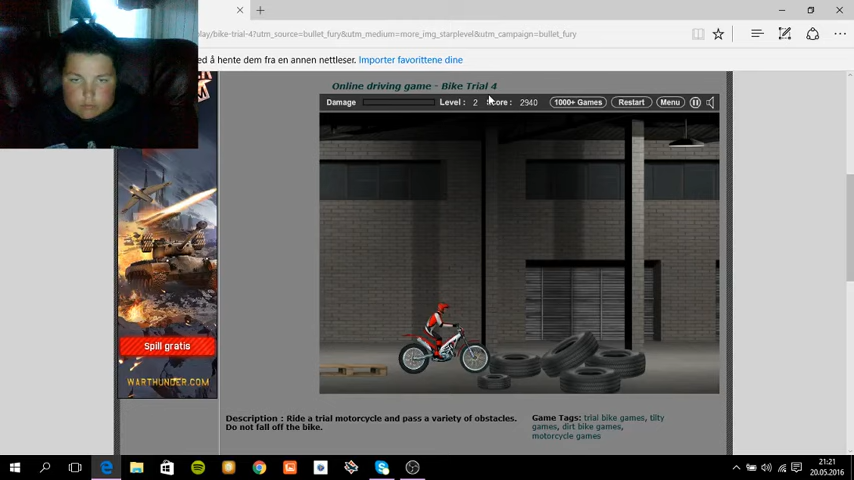 play/bike-trial-4?utm_source=bullet_fury&utm_medium=more_img_starplevel&utm_campaign=bullet_fury
ed å hente dem fra en annen nettleser. Importer favorittene dine
Online driving game - Bike Trial 4
Damage Level : 2 Score : 2940 1000+ Games Restart Menu
Spill gratis
WARTHUNDER.COM
Description : Ride a trial motorcycle and pass a variety of obstacles.
Do not fall off the bike.
Game Tags: trial bike games, tilty
games, dirt bike games,
motorcycle games
21:21
20.05.2016